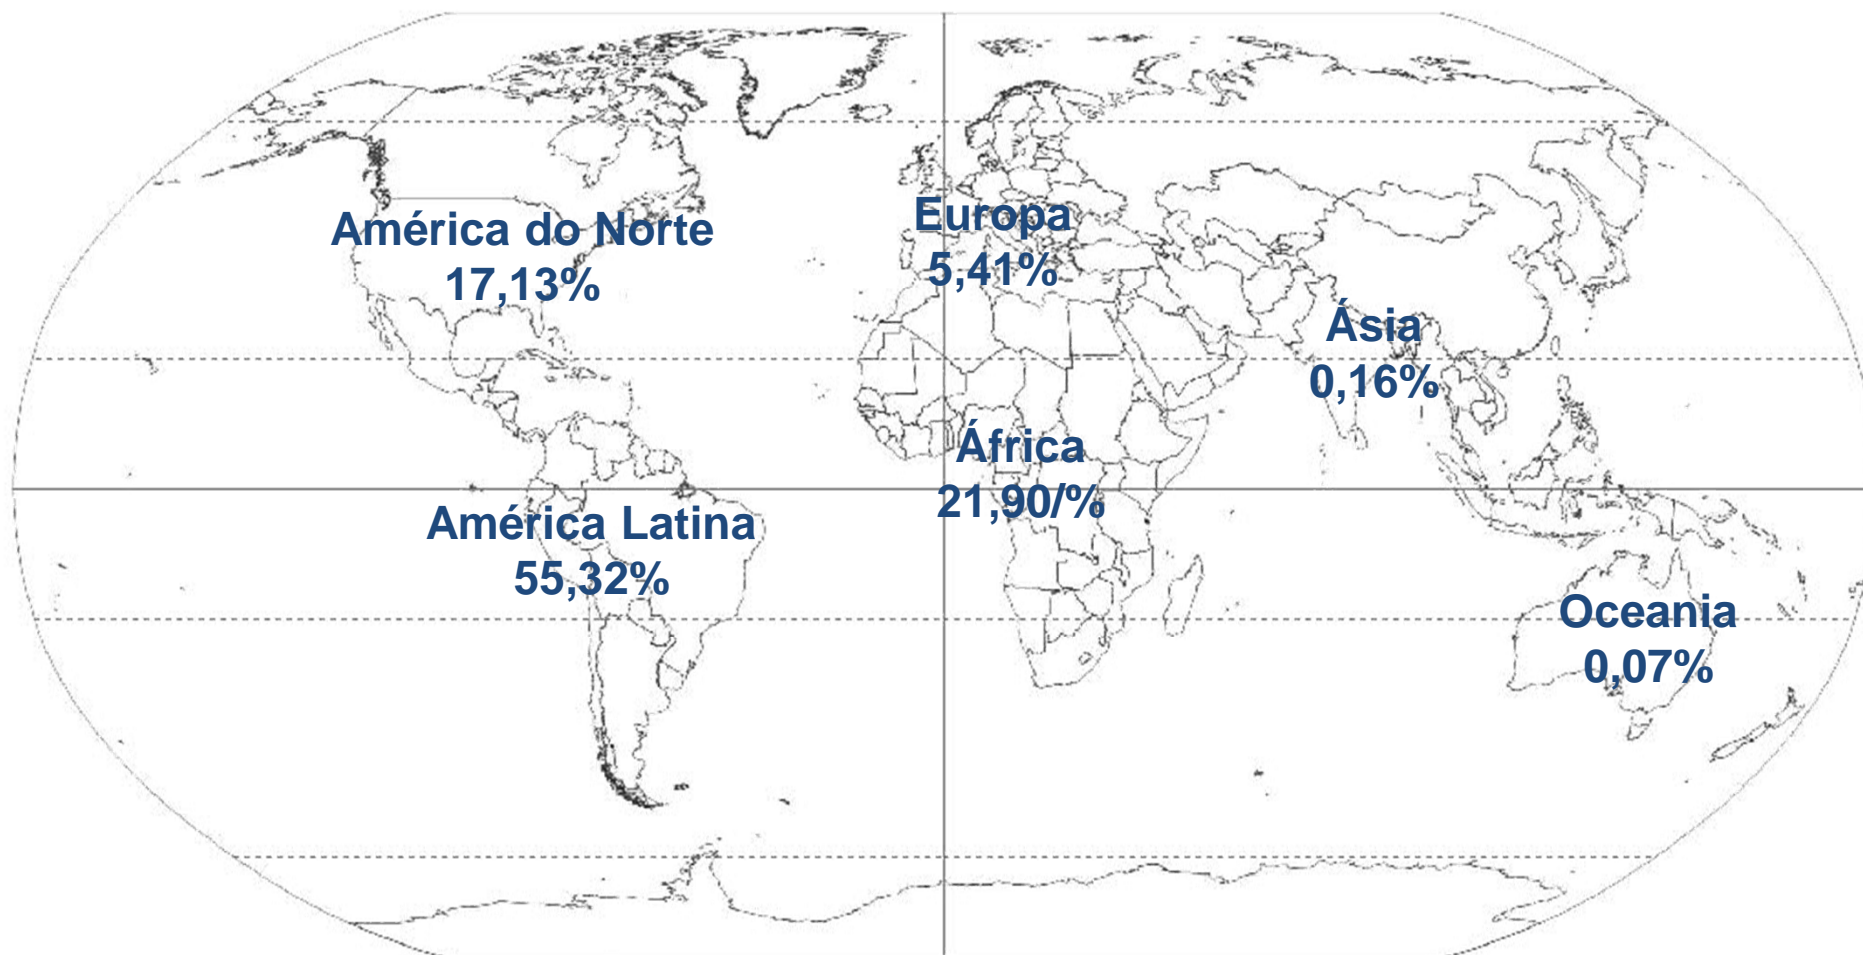 América do Norte
17,13%
Europa
5,41%
Ásia
0,16%
África
21,90/%
América Latina
55,32%
Oceania
0,07%